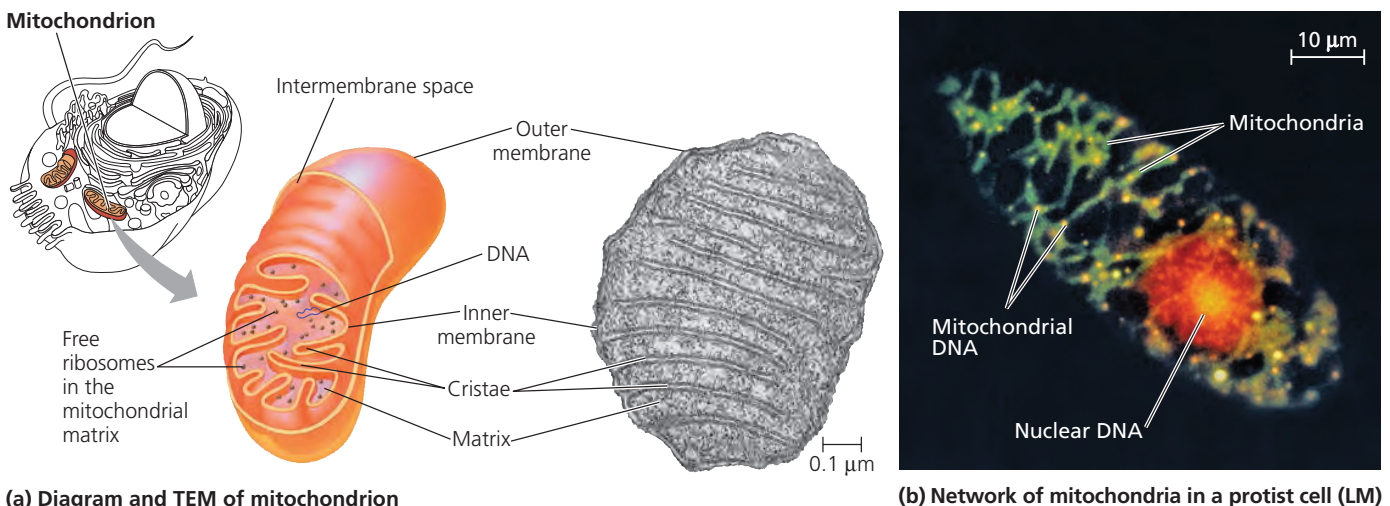 Mitochondrion
Intermembrane space
Outer
membrane
DNA
Inner
membrane
Free
ribosomes
in the
mitochondrial
matrix
Cristae
Matrix
0.1 µm
(a) Diagram and TEM of mitochondrion
10 µm
Mitochondria
Mitochondrial
DNA
Nuclear DNA
(b) Network of mitochondria in a protist cell (LM)